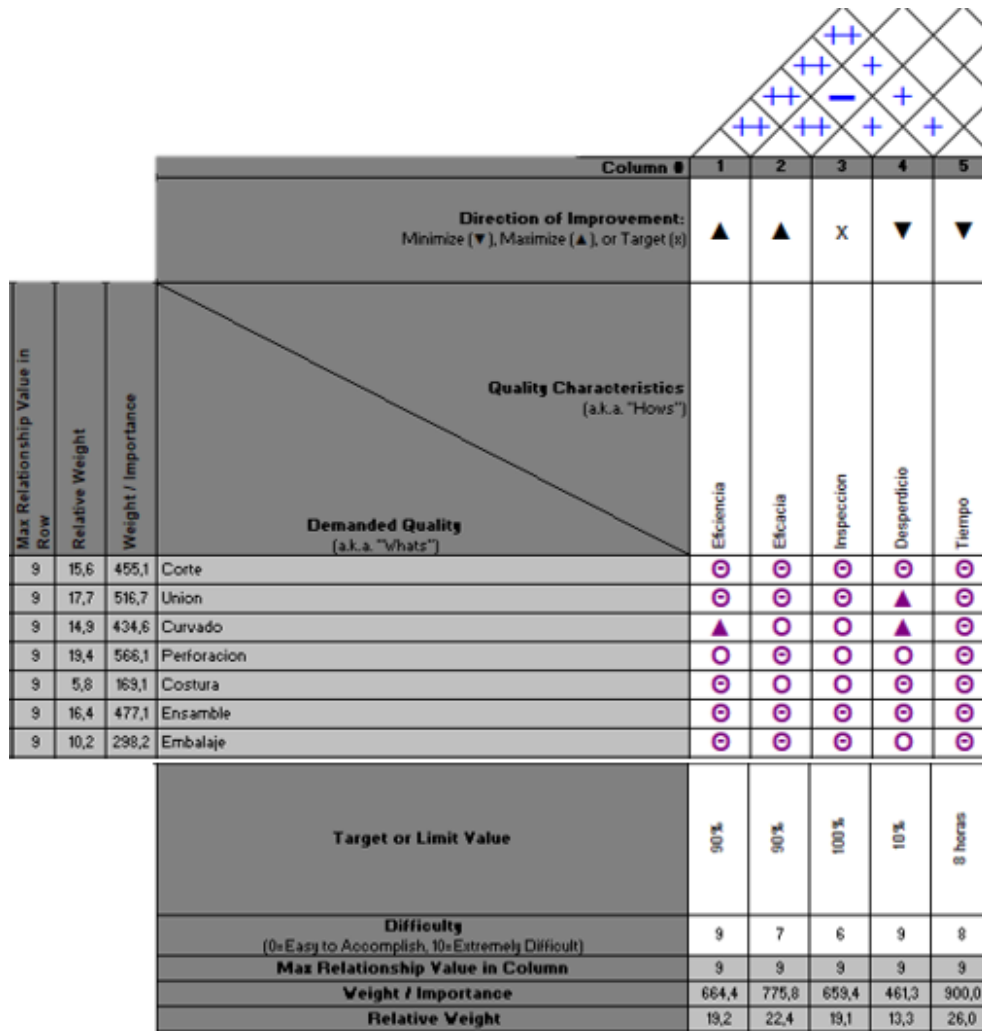 ++
++ +
++ − +
++ ++ + +
Column # 1 2 3 4 5
Direction of Improvement:
Minimize (▼), Maximize (▲), or Target (x) ▲ ▲ x ▼ ▼
Max Relationship Value in Row
Relative Weight
Weight / Importance
Quality Characteristics
(a.k.a. "Hows")
Demanded Quality
(a.k.a. "Whats")
Eficiencia
Eficacia
Inspeccion
Desperdicio
Tiempo
9 15,6 455,1 Corte Θ Θ Θ Θ Θ
9 17,7 516,7 Union Θ Θ Θ ▲ Θ
9 14,9 434,6 Curvado ▲ Ο Ο ▲ Θ
9 19,4 566,1 Perforacion Ο Θ Ο Ο Θ
9 5,8 169,1 Costura Θ Ο Ο Θ Θ
9 16,4 477,1 Ensamble Θ Θ Θ Θ Θ
9 10,2 298,2 Embalaje Θ Θ Θ Ο Θ
Target or Limit Value 90% 90% 100% 10% 8 horas
Difficulty
(0=Easy to Accomplish, 10=Extremely Difficult) 9 7 6 9 8
Max Relationship Value in Column 9 9 9 9 9
Weight / Importance 664,4 775,8 659,4 461,3 900,0
Relative Weight 19,2 22,4 19,1 13,3 26,0